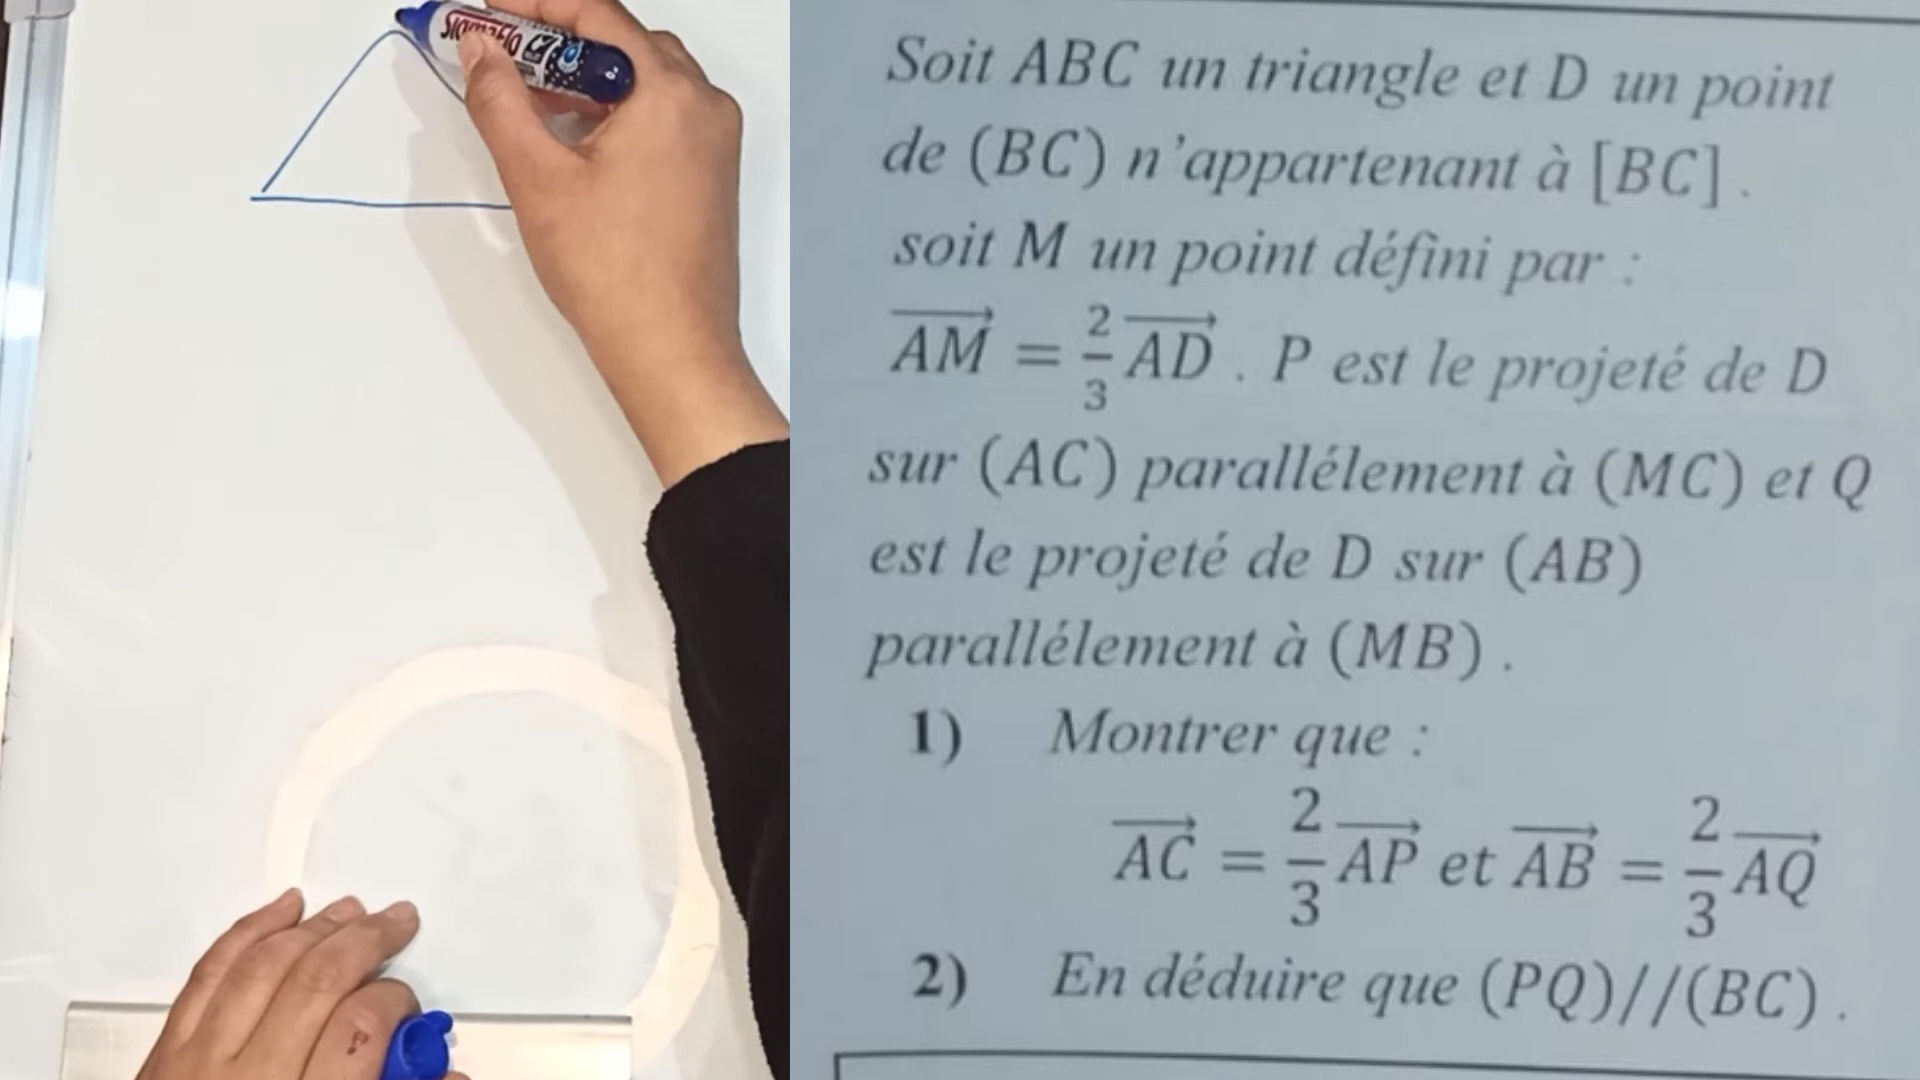 Soit ABC un triangle et D un point
de (BC) n'appartenant à [BC] .
soit M un point défini par :
$\overrightarrow{AM} = \frac{2}{3}\overrightarrow{AD}$ . P est le projeté de D
sur (AC) parallélement à (MC) et Q
est le projeté de D sur (AB)
parallélement à (MB) .
1) Montrer que :
$\overrightarrow{AC} = \frac{2}{3}\overrightarrow{AP}$ et $\overrightarrow{AB} = \frac{2}{3}\overrightarrow{AQ}$
2) En déduire que (PQ)//(BC) .